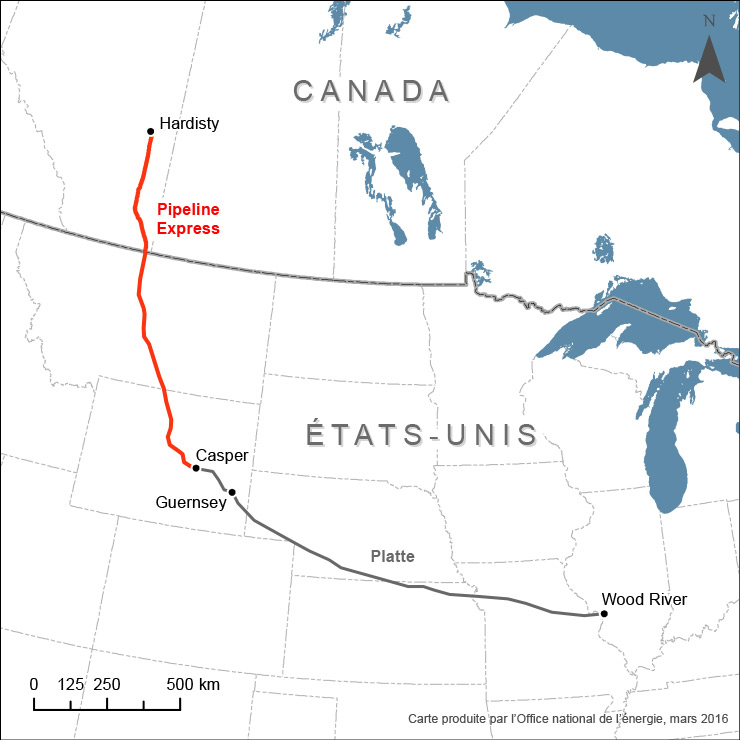 N
CANADA
Hardisty
Pipeline
Express
ÉTATS-UNIS
Casper
Guernsey
Platte
Wood River
0 125 250 500 km
Carte produite par l'Office national de l'énergie, mars 2016